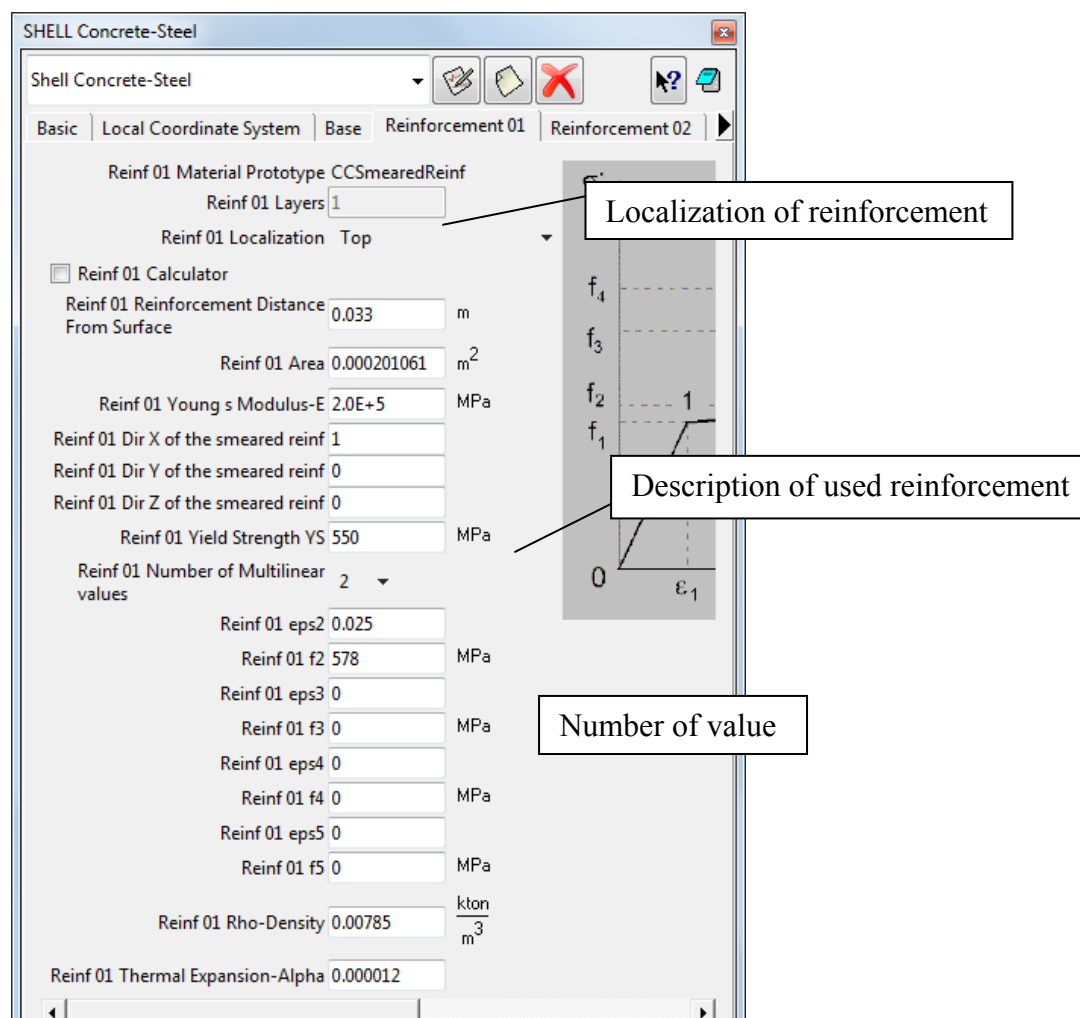 SHELL Concrete-Steel
Shell Concrete-Steel
Basic Local Coordinate System Base Reinforcement 01 Reinforcement 02
Reinf 01 Material Prototype CCSmearedReinf
Reinf 01 Layers 1
Reinf 01 Localization Top
Localization of reinforcement
Reinf 01 Calculator
Reinf 01 Reinforcement Distance
From Surface 0.033 m
Reinf 01 Area 0.000201061 m2
Reinf 01 Young s Modulus-E 2.0E+5 MPa
Reinf 01 Dir X of the smeared reinf 1
Reinf 01 Dir Y of the smeared reinf 0
Reinf 01 Dir Z of the smeared reinf 0
Reinf 01 Yield Strength YS 550 MPa
Reinf 01 Number of Multilinear
values 2
Reinf 01 eps2 0.025
Reinf 01 f2 578 MPa
Reinf 01 eps3 0
Reinf 01 f3 0 MPa
Reinf 01 eps4 0
Reinf 01 f4 0 MPa
Reinf 01 eps5 0
Reinf 01 f5 0 MPa
Reinf 01 Rho-Density 0.00785 kton
m3
Reinf 01 Thermal Expansion-Alpha 0.000012
f4
f3
f2 1
f1
0 ε1
Description of used reinforcement
Number of value